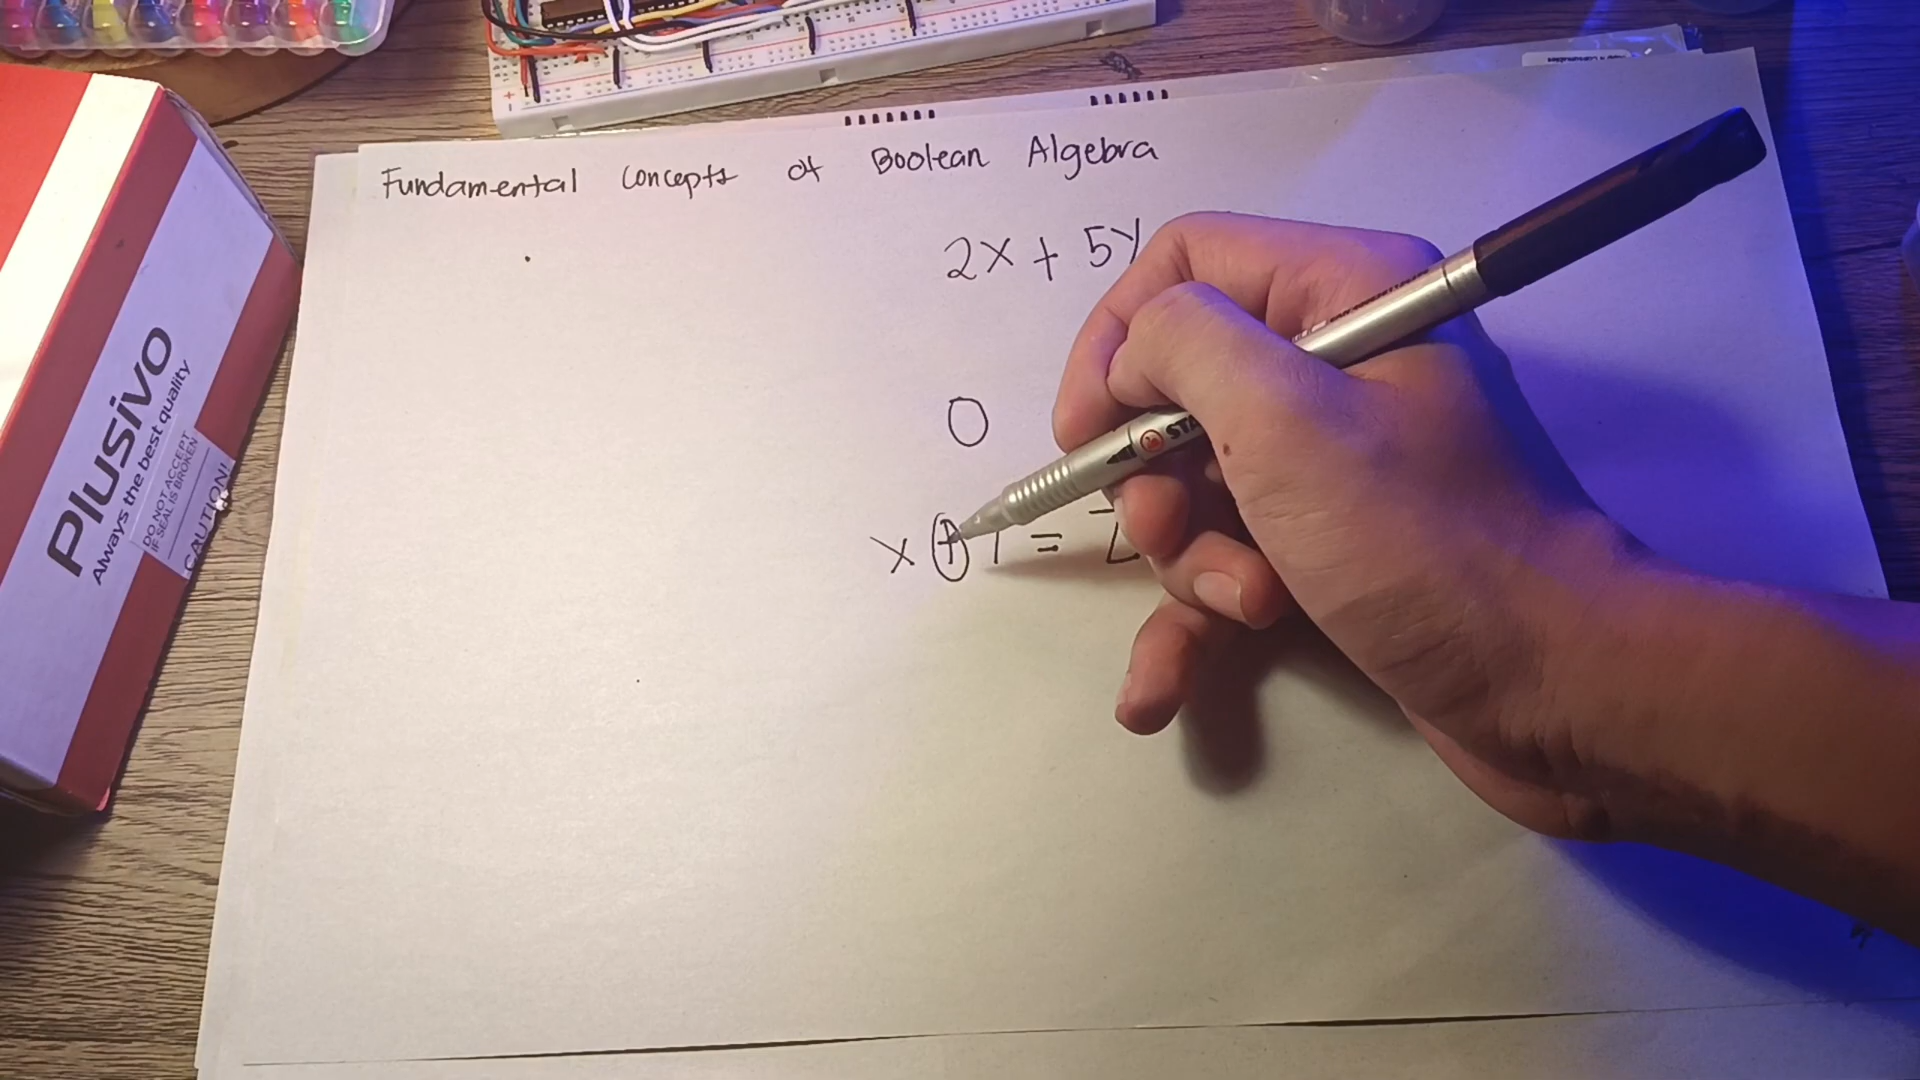 Fundamental Concepts of Boolean Algebra
2X + 5Y
0
X + Y = Z
Plusivo
Always the best quality
DO NOT ACCEPT
IF SEAL IS BROKEN
CAUTION!
STA